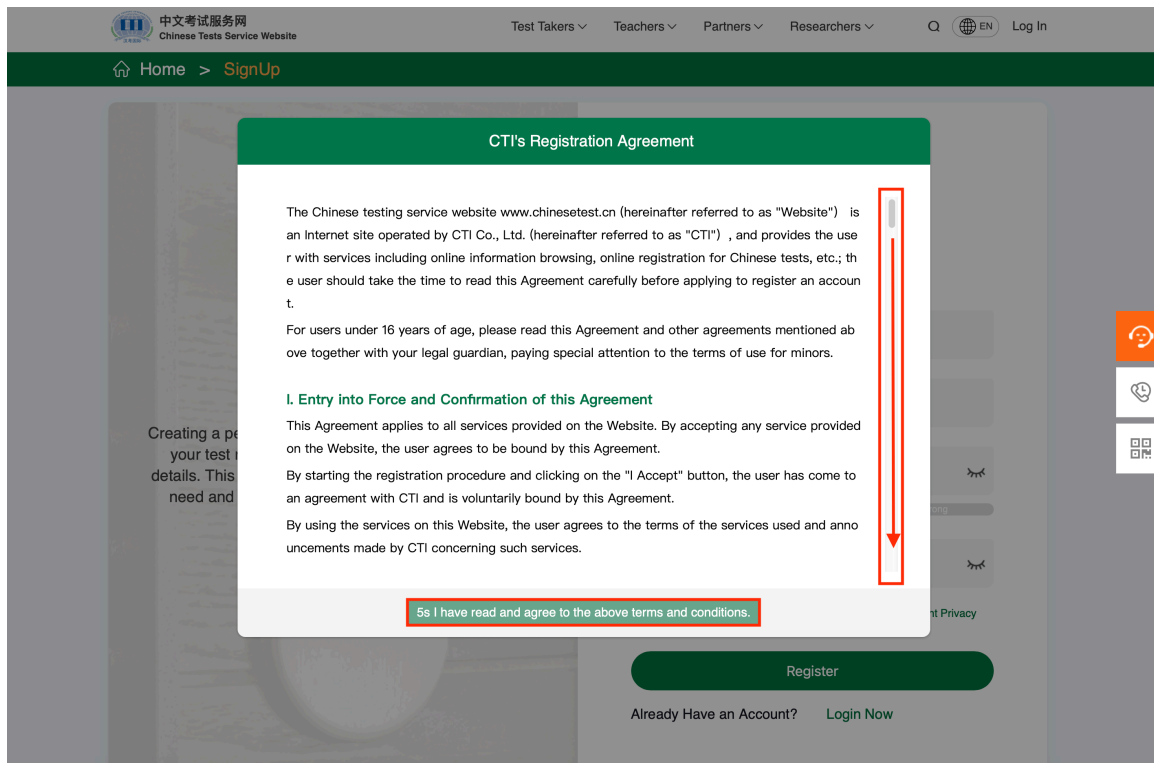 中文考试服务网
Chinese Tests Service Website
Test Takers
Teachers
Partners
Researchers
EN
Log In
Home > SignUp
CTI's Registration Agreement
The Chinese testing service website www.chinesetest.cn (hereinafter referred to as "Website") is
an Internet site operated by CTI Co., Ltd. (hereinafter referred to as "CTI") , and provides the use
r with services including online information browsing, online registration for Chinese tests, etc.; th
e user should take the time to read this Agreement carefully before applying to register an accoun
t.
For users under 16 years of age, please read this Agreement and other agreements mentioned ab
ove together with your legal guardian, paying special attention to the terms of use for minors.
I. Entry into Force and Confirmation of this Agreement
This Agreement applies to all services provided on the Website. By accepting any service provided
on the Website, the user agrees to be bound by this Agreement.
By starting the registration procedure and clicking on the "I Accept" button, the user has come to
an agreement with CTI and is voluntarily bound by this Agreement.
By using the services on this Website, the user agrees to the terms of the services used and anno
uncements made by CTI concerning such services.
5s I have read and agree to the above terms and conditions.
Creating a pe
your test r
details. This
need and
rong
nt Privacy
Register
Already Have an Account? Login Now